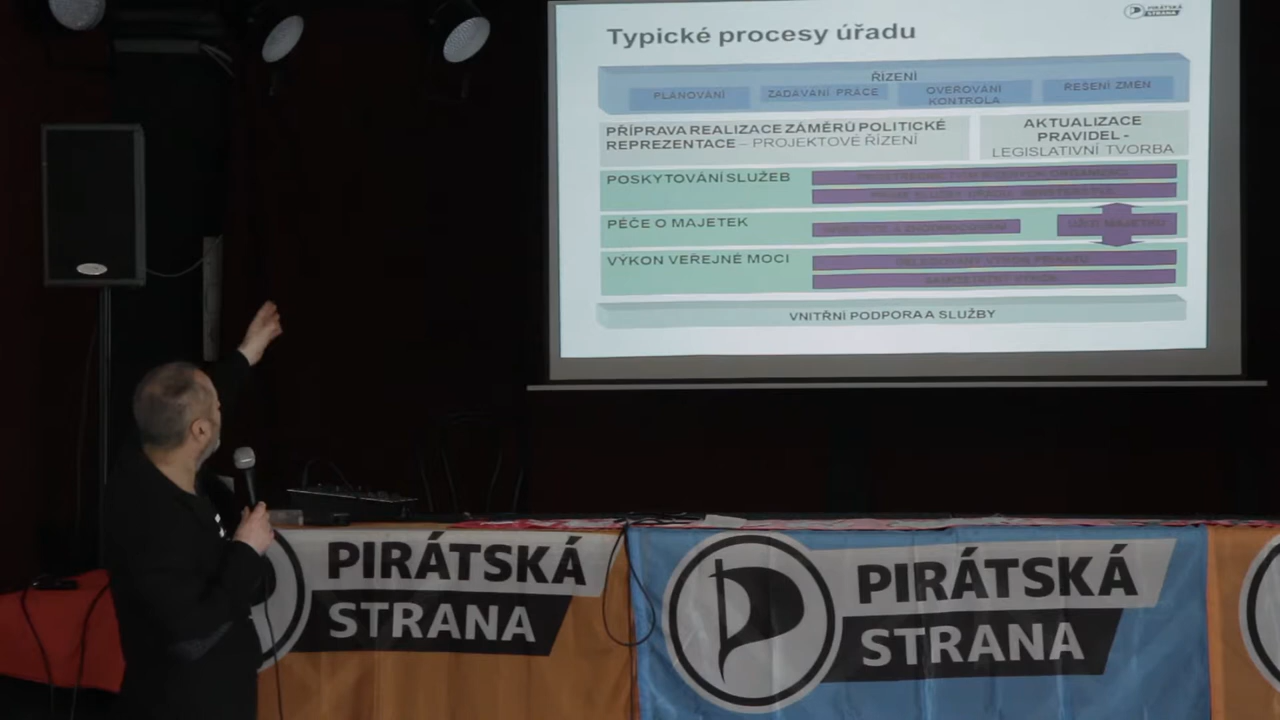 PIRÁTSKÁ
STRANA
Typické procesy úřadu
ŘÍZENÍ
PLÁNOVÁNÍ
ZADÁVÁNÍ PRÁCE
OVĚŘOVÁNÍ
KONTROLA
ŘEŠENÍ ZMĚN
PŘÍPRAVA REALIZACE ZÁMĚRŮ POLITICKÉ
REPREZENTACE – PROJEKTOVÉ ŘÍZENÍ
AKTUALIZACE
PRAVIDEL -
LEGISLATIVNÍ TVORBA
POSKYTOVÁNÍ SLUŽEB
PÉČE O MAJETEK
VÝKON VEŘEJNÉ MOCI
VNITŘNÍ PODPORA A SLUŽBY
PIRÁTSKÁ
STRANA
PIRÁTSKÁ
STRANA